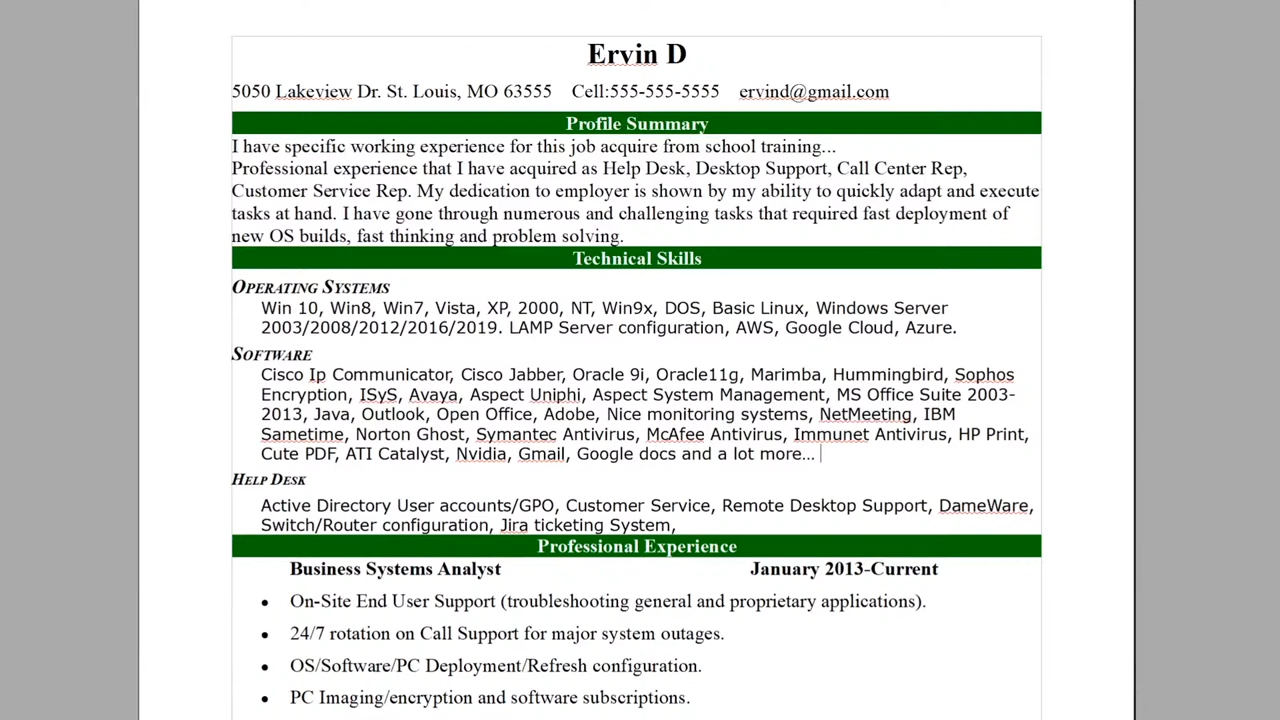 Ervin D
5050 Lakeview Dr. St. Louis, MO 63555 Cell:555-555-5555 ervind@gmail.com
Profile Summary
I have specific working experience for this job acquire from school training...
Professional experience that I have acquired as Help Desk, Desktop Support, Call Center Rep,
Customer Service Rep. My dedication to employer is shown by my ability to quickly adapt and execute
tasks at hand. I have gone through numerous and challenging tasks that required fast deployment of
new OS builds, fast thinking and problem solving.
Technical Skills
Operating Systems
Win 10, Win8, Win7, Vista, XP, 2000, NT, Win9x, DOS, Basic Linux, Windows Server
2003/2008/2012/2016/2019. LAMP Server configuration, AWS, Google Cloud, Azure.
Software
Cisco Ip Communicator, Cisco Jabber, Oracle 9i, Oracle11g, Marimba, Hummingbird, Sophos
Encryption, ISyS, Avaya, Aspect Uniphi, Aspect System Management, MS Office Suite 2003-
2013, Java, Outlook, Open Office, Adobe, Nice monitoring systems, NetMeeting, IBM
Sametime, Norton Ghost, Symantec Antivirus, McAfee Antivirus, Immunet Antivirus, HP Print,
Cute PDF, ATI Catalyst, Nvidia, Gmail, Google docs and a lot more...
Help Desk
Active Directory User accounts/GPO, Customer Service, Remote Desktop Support, DameWare,
Switch/Router configuration, Jira ticketing System,
Professional Experience
Business Systems Analyst January 2013-Current
• On-Site End User Support (troubleshooting general and proprietary applications).
• 24/7 rotation on Call Support for major system outages.
• OS/Software/PC Deployment/Refresh configuration.
• PC Imaging/encryption and software subscriptions.